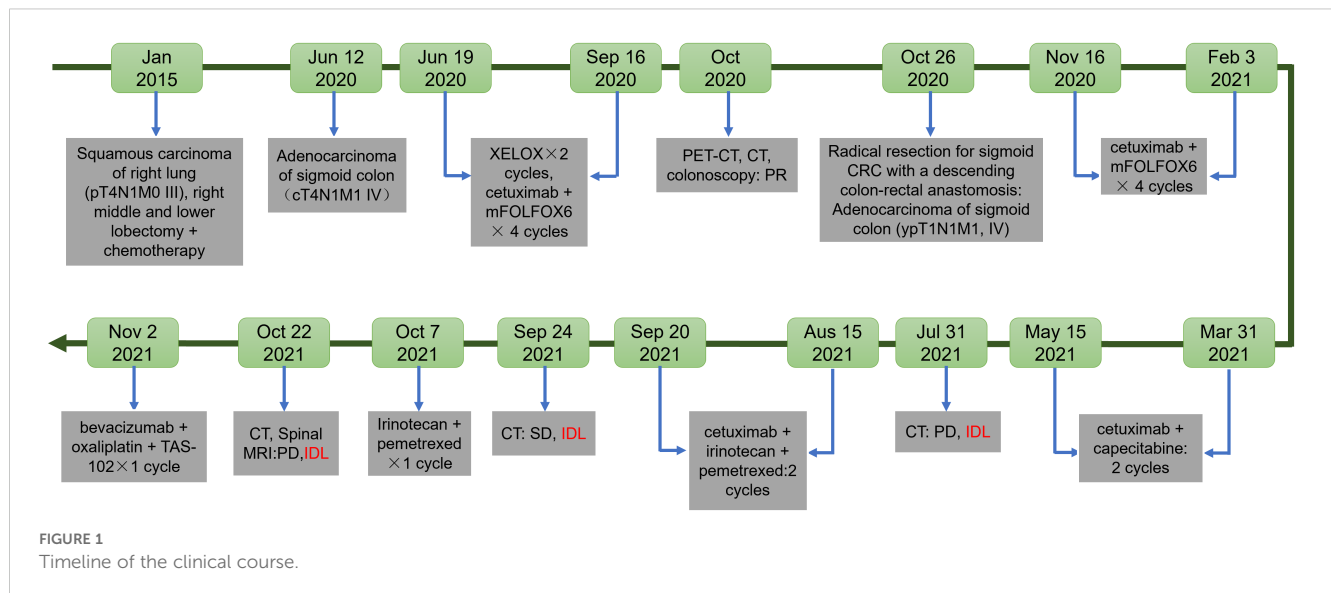 Jan
2015
Jun 12
2020
Jun 19
2020
Sep 16
2020
Oct
2020
Oct 26
2020
Nov 16
2020
Feb 3
2021
Squamous carcinoma
of right lung
(pT4N1M0 III), right
middle and lower
lobectomy +
chemotherapy
Adenocarcinoma
of sigmoid colon
（cT4N1M1 IV）
XELOX×2
cycles,
cetuximab +
mFOLFOX6
× 4 cycles
PET-CT, CT,
colonoscopy: PR
Radical resection for sigmoid
CRC with a descending
colon-rectal anastomosis:
Adenocarcinoma of sigmoid
colon (ypT1N1M1, IV)
cetuximab +
mFOLFOX6
× 4 cycles
Nov 2
2021
Oct 22
2021
Oct 7
2021
Sep 24
2021
Sep 20
2021
Aus 15
2021
Jul 31
2021
May 15
2021
Mar 31
2021
bevacizumab +
oxaliplatin + TAS-
102×1 cycle
CT, Spinal
MRI:PD,IDL
Irinotecan +
pemetrexed
×1 cycle
CT: SD, IDL
cetuximab +
irinotecan +
pemetrexed:2
cycles
CT: PD, IDL
cetuximab +
capecitabine:
2 cycles
FIGURE 1
Timeline of the clinical course.